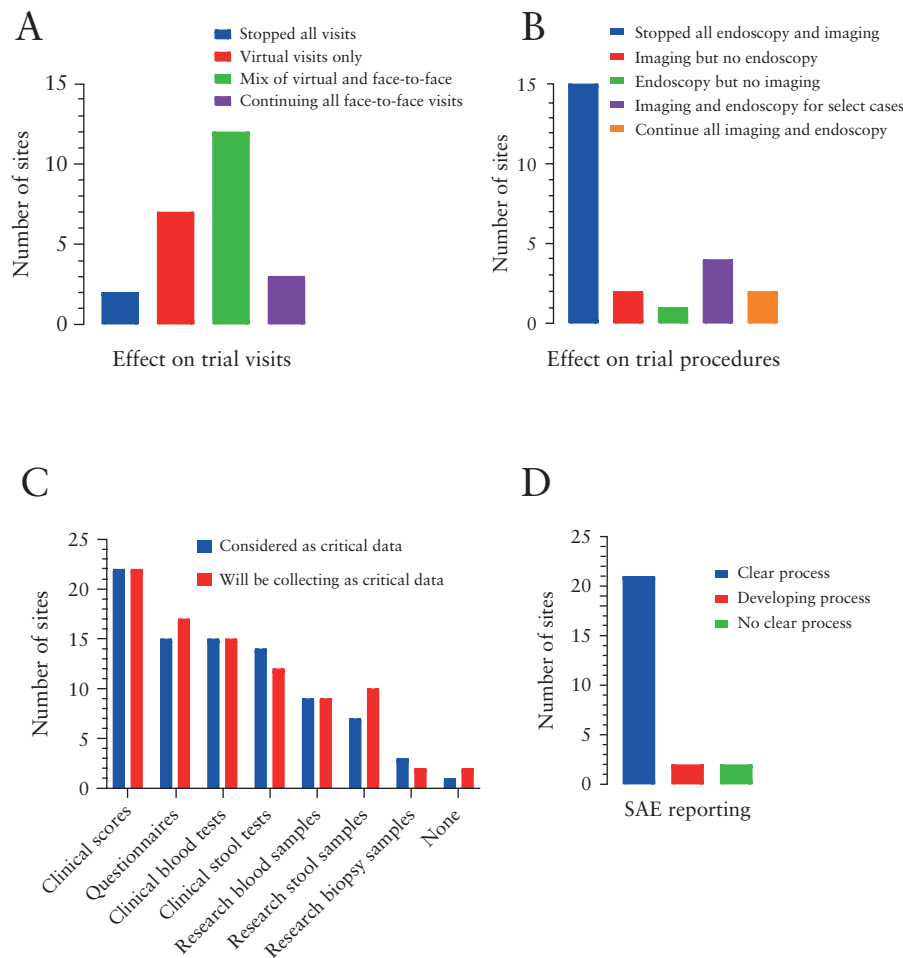 A
Stopped all visits
Virtual visits only
Mix of virtual and face-to-face
Continuing all face-to-face visits
15
10
5
0
Number of sites
Effect on trial visits
B
Stopped all endoscopy and imaging
Imaging but no endoscopy
Endoscopy but no imaging
Imaging and endoscopy for select cases
Continue all imaging and endoscopy
15
10
5
0
Number of sites
Effect on trial procedures
C
Considered as critical data
Will be collecting as critical data
25
20
15
10
5
0
Number of sites
Clinical scores
Questionnaires
Clinical blood tests
Clinical stool tests
Research blood samples
Research stool samples
Research biopsy samples
None
D
Clear process
Developing process
No clear process
25
20
15
10
5
0
Number of sites
SAE reporting